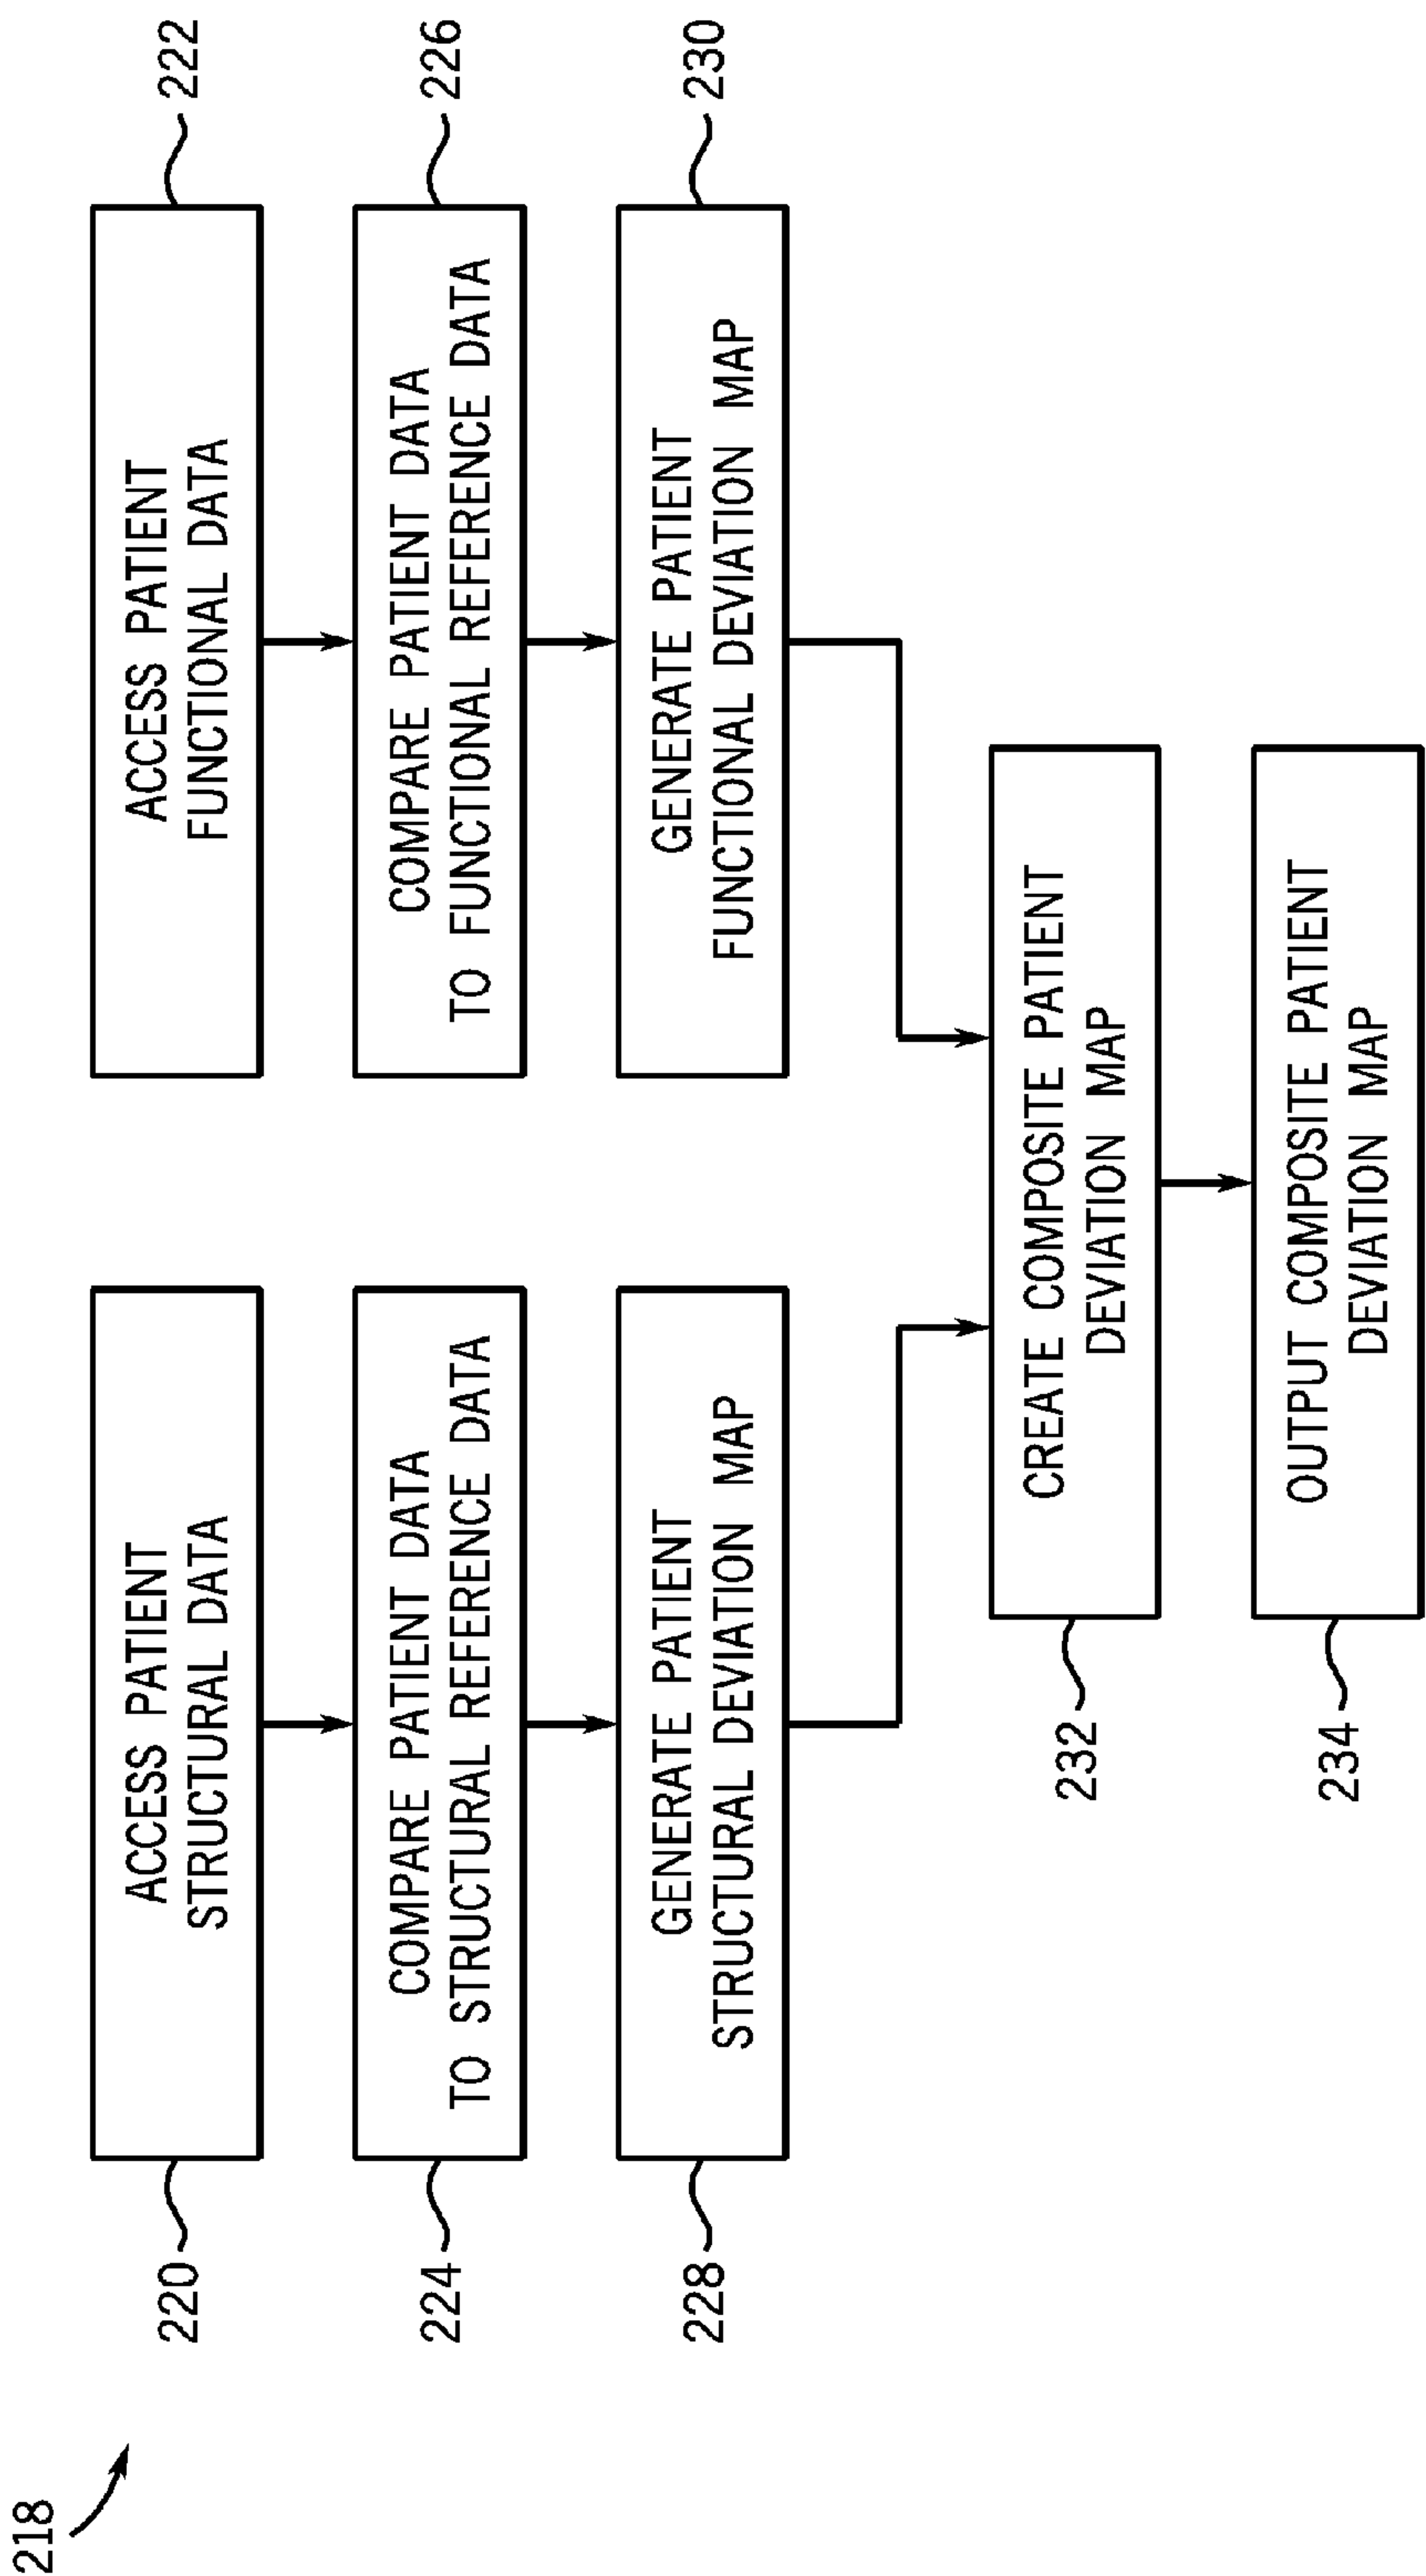 218
220
ACCESS PATIENT
STRUCTURAL DATA
ACCESS PATIENT
FUNCTIONAL DATA
222
224
COMPARE PATIENT DATA
TO STRUCTURAL REFERENCE DATA
COMPARE PATIENT DATA
TO FUNCTIONAL REFERENCE DATA
226
228
GENERATE PATIENT
STRUCTURAL DEVIATION MAP
GENERATE PATIENT
FUNCTIONAL DEVIATION MAP
230
232
CREATE COMPOSITE PATIENT
DEVIATION MAP
234
OUTPUT COMPOSITE PATIENT
DEVIATION MAP